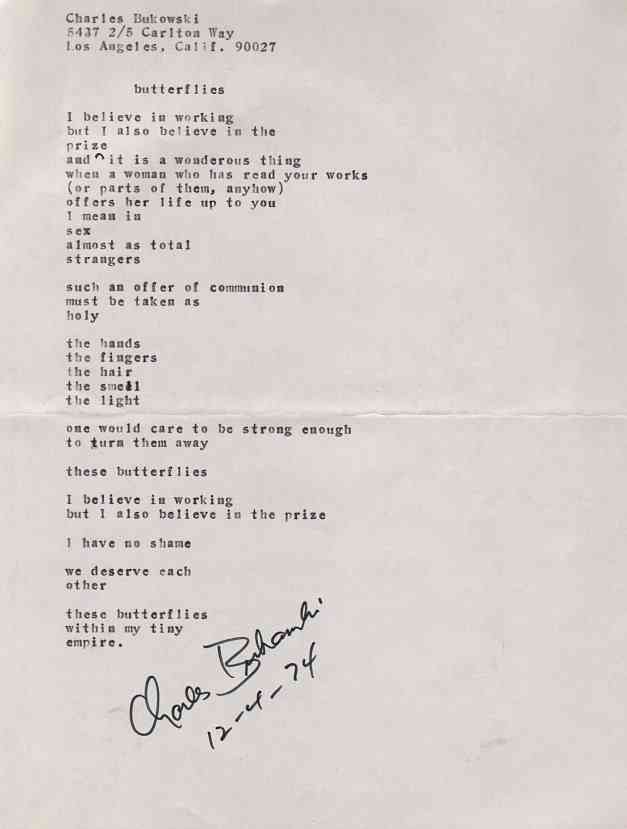 Charles Bukowski
5437 2/5 Carlton Way
Los Angeles, Calif. 90027
butterflies
I believe in working
but I also believe in the
prize
and it is a wonderous thing
when a woman who has read your works
(or parts of them, anyhow)
offers her life up to you
I mean in
sex
almost as total
strangers
such an offer of communion
must be taken as
holy
the hands
the fingers
the hair
the smell
the light
one would care to be strong enough
to turn them away
these butterflies
I believe in working
but I also believe in the prize
I have no shame
we deserve each
other
these butterflies
within my tiny
empire.
Charles Bukowski
12-4-74